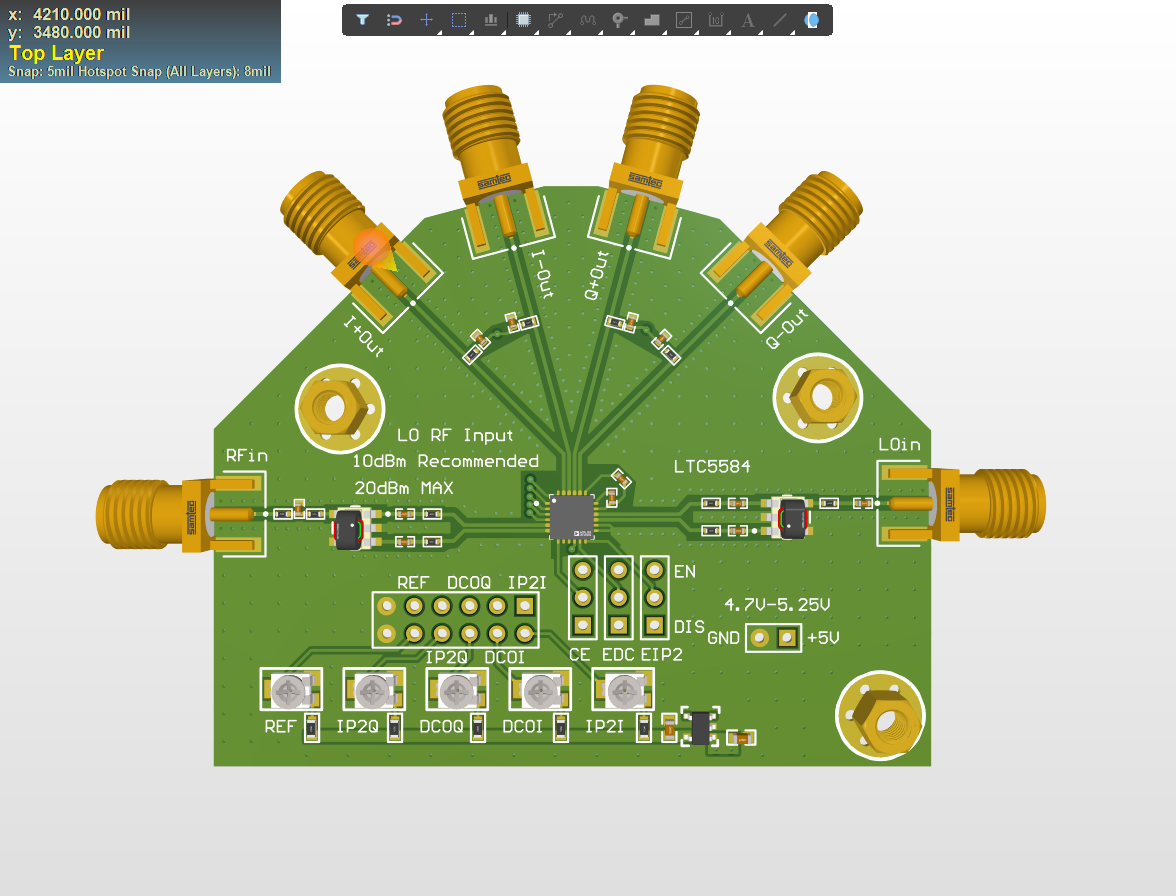 x: 4210.000 mil
y: 3480.000 mil
Top Layer
Snap: 5mil Hotspot Snap (All Layers): 8mil
samtec
samtec
samtec
I-Out
Q+Out
I+Out
Q-Out
LO RF Input
10dBm Recommended
20dBm MAX
RFin
LTC5584
LOin
samtec
samtec
REF DCOQ IP2I
EN
DIS
4.7V-5.25V
GND
+5V
IP2Q DCOI
CE EDC EIP2
REF
IP2Q
DCOQ
DCOI
IP2I